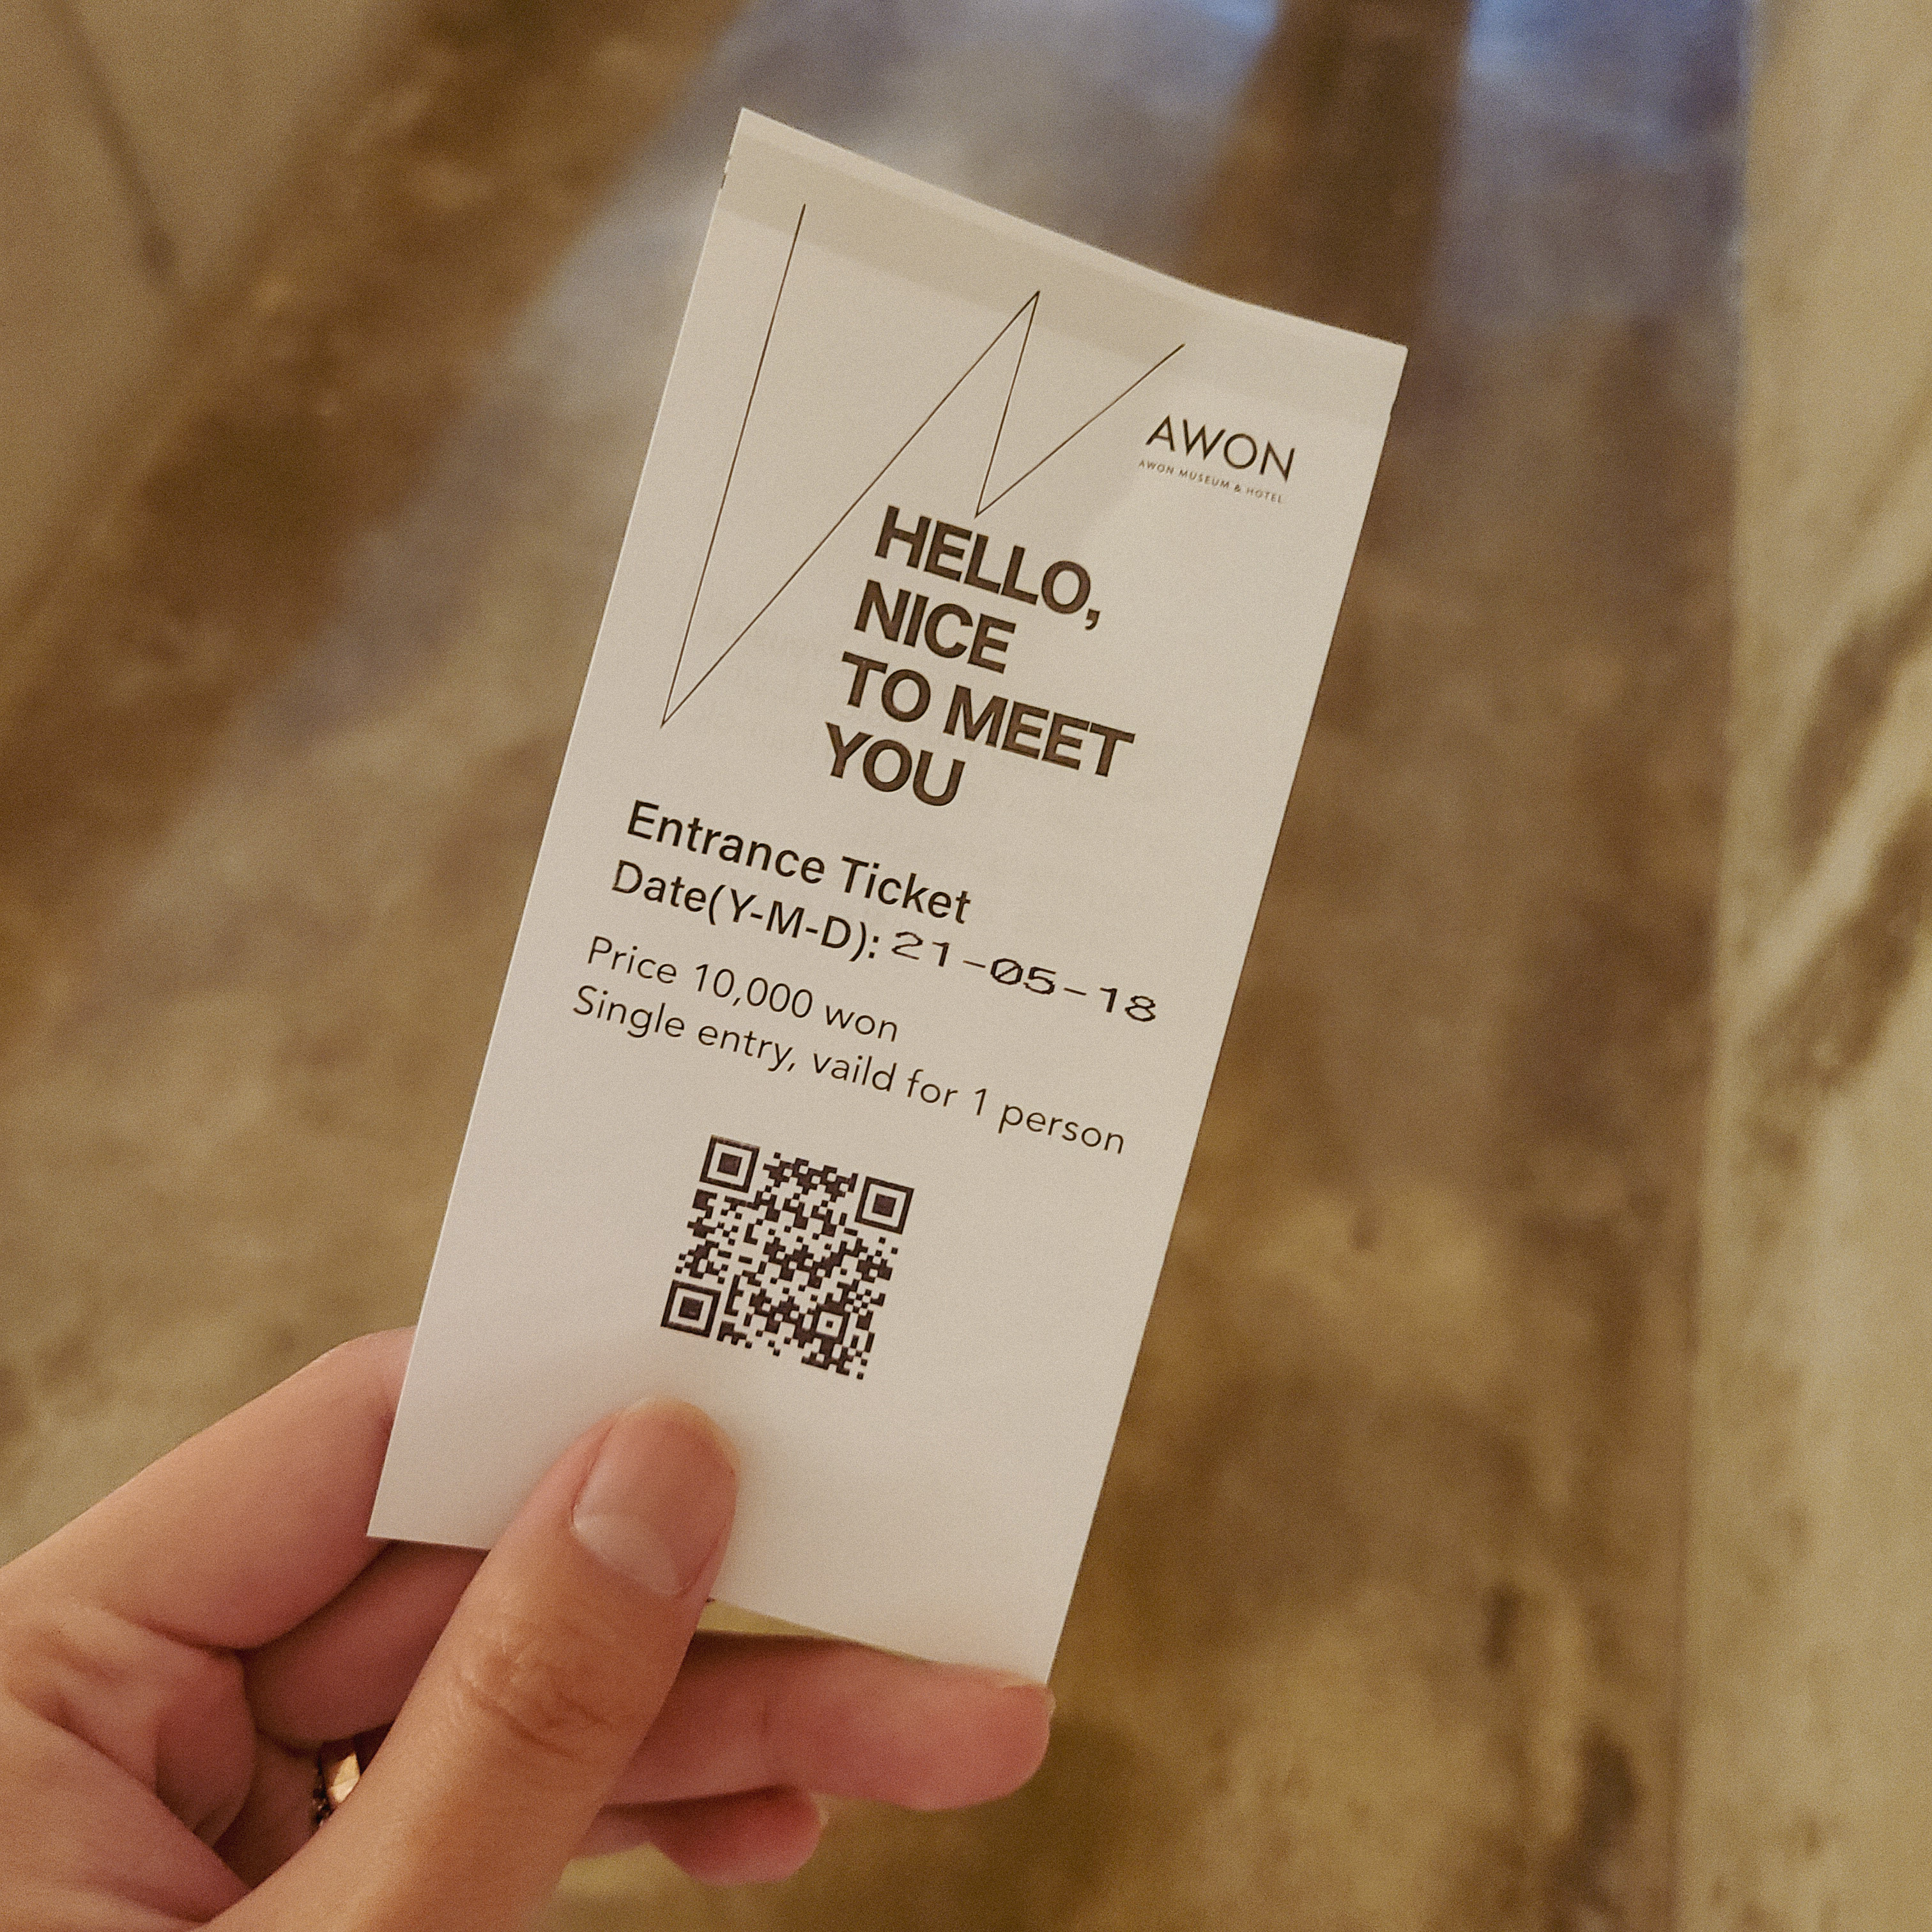 AWON
AWON MUSEUM & HOTEL
HELLO,
NICE
TO MEET
YOU
Entrance Ticket
Date(Y-M-D): 21-05-18
Price 10,000 won
Single entry, vaild for 1 person